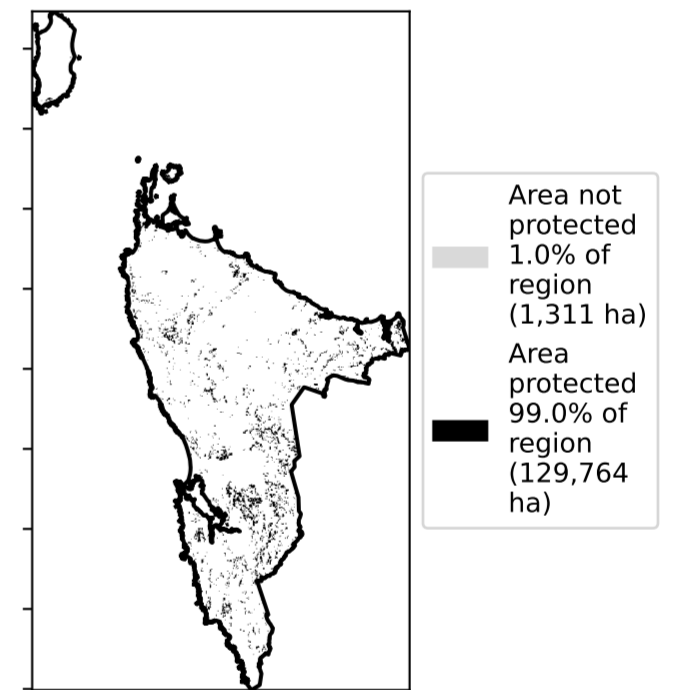 Area not
protected
1.0% of
region
(1,311 ha)
Area
protected
99.0% of
region
(129,764
ha)